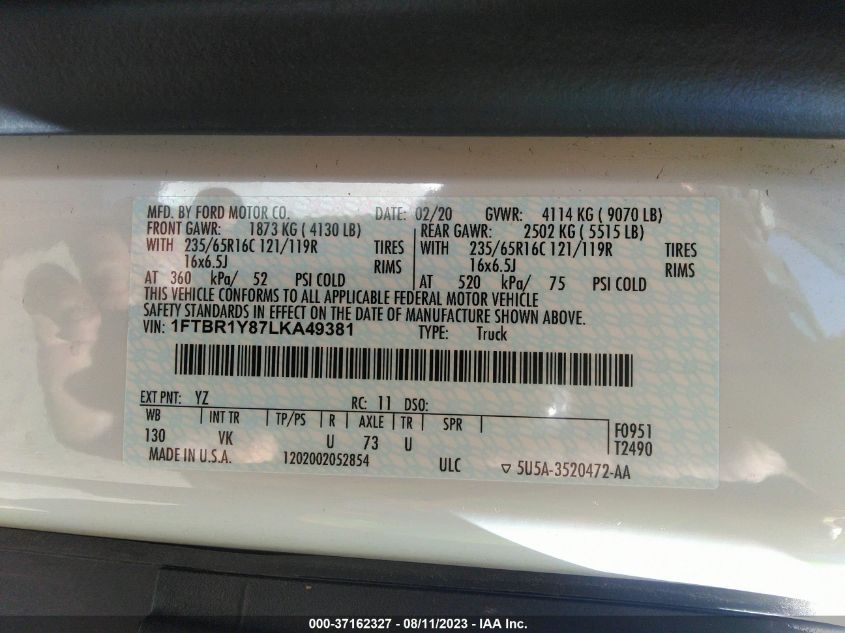 MFD. BY FORD MOTOR CO. DATE: 02/20 GVWR: 4114 KG ( 9070 LB)
FRONT GAWR: 1873 KG ( 4130 LB) REAR GAWR: 2502 KG ( 5515 LB)
WITH 235/65R16C 121/119R TIRES WITH 235/65R16C 121/119R TIRES
16x6.5J RIMS 16x6.5J RIMS
AT 360 kPa/ 52 PSI COLD AT 520 kPa/ 75 PSI COLD
THIS VEHICLE CONFORMS TO ALL APPLICABLE FEDERAL MOTOR VEHICLE
SAFETY STANDARDS IN EFFECT ON THE DATE OF MANUFACTURE SHOWN ABOVE.
VIN: 1FTBR1Y87LKA49381 TYPE: Truck
EXT PNT: YZ RC: 11 DSO:
WB INT TR TP/PS R AXLE TR SPR F0951
130 VK U 73 U T2490
MADE IN U.S.A. 1202002052854 ULC ▽ 5U5A-3520472-AA
000-37162327 - 08/11/2023 - IAA Inc.